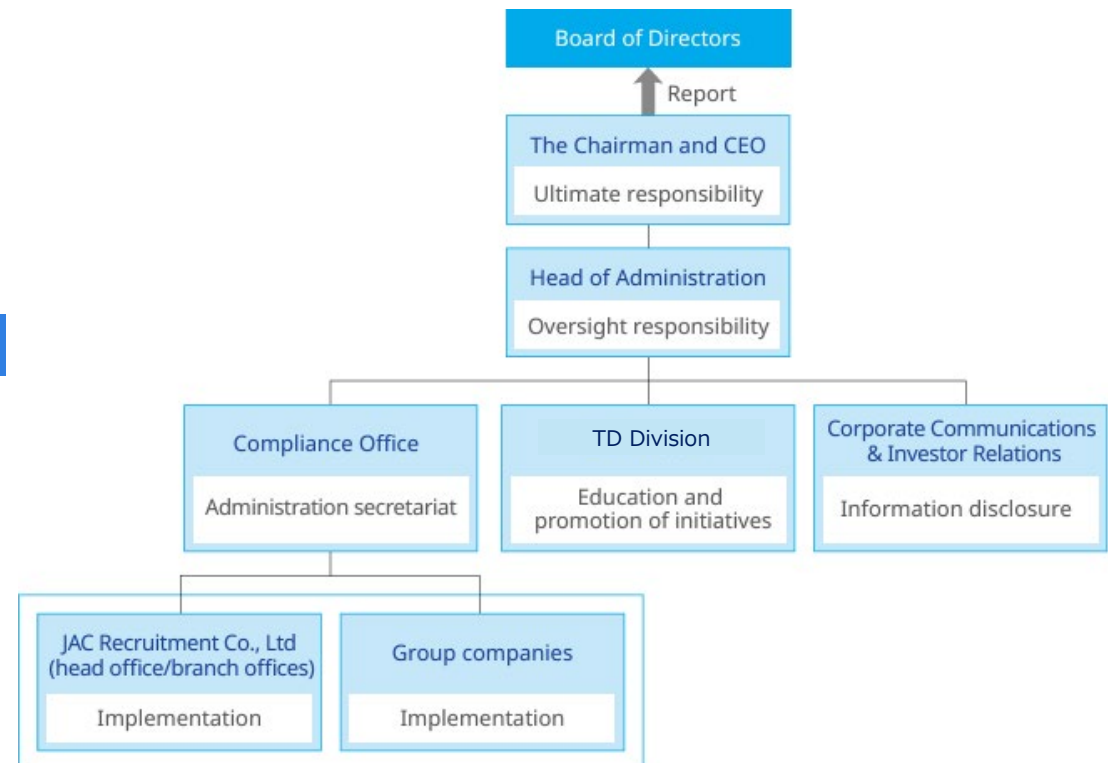 Board of Directors
Report
The Chairman and CEO
Ultimate responsibility
Head of Administration
Oversight responsibility
Compliance Office
Administration secretariat
TD Division
Education and
promotion of initiatives
Corporate Communications
& Investor Relations
Information disclosure
JAC Recruitment Co., Ltd
(head office/branch offices)
Implementation
Group companies
Implementation